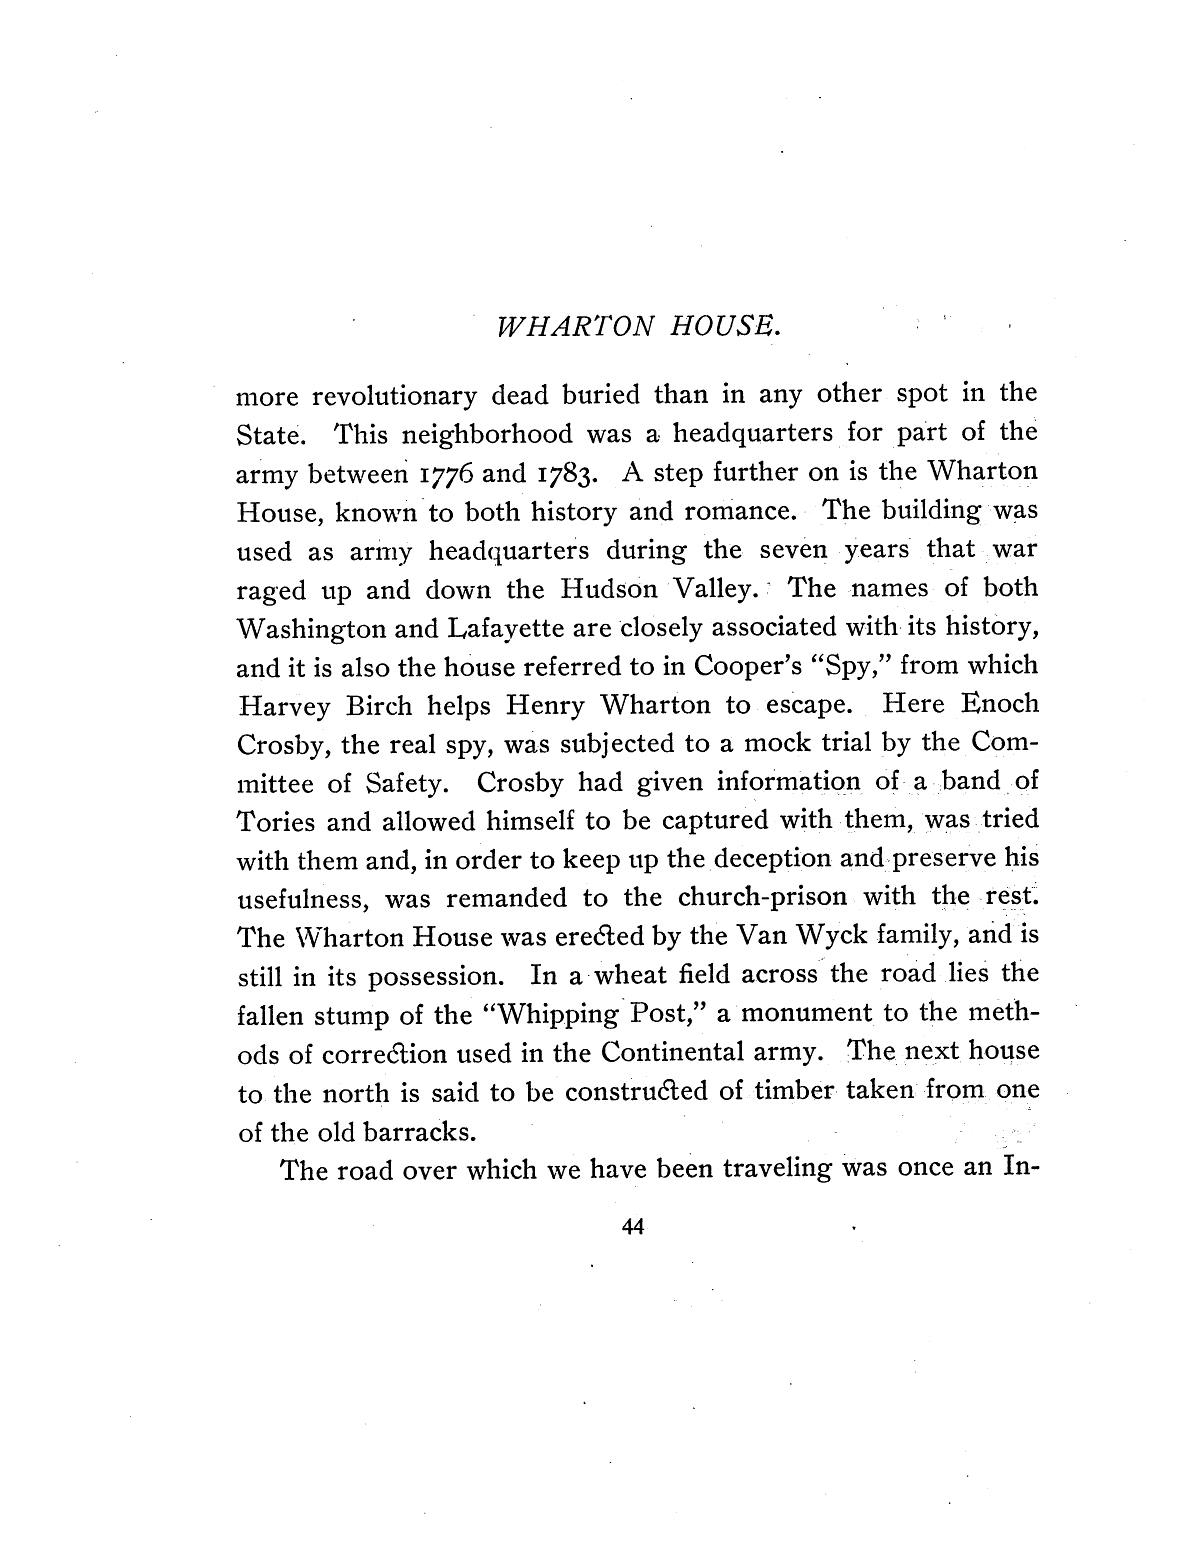 WHARTON HOUSE.
more revolutionary dead buried than in any other spot in the
State. This neighborhood was a headquarters for part of the
army between 1776 and 1783. A step further on is the Wharton
House, known to both history and romance. The building was
used as army headquarters during the seven years that war
raged up and down the Hudson Valley. The names of both
Washington and Lafayette are closely associated with its history,
and it is also the house referred to in Cooper's “Spy,” from which
Harvey Birch helps Henry Wharton to escape. Here Enoch
Crosby, the real spy, was subjected to a mock trial by the Com-
mittee of Safety. Crosby had given information of a band of
Tories and allowed himself to be captured with them, was tried
with them and, in order to keep up the deception and preserve his
usefulness, was remanded to the church-prison with the rest.
The Wharton House was erected by the Van Wyck family, and is
still in its possession. In a wheat field across the road lies the
fallen stump of the “Whipping Post,” a monument to the meth-
ods of correction used in the Continental army. The next house
to the north is said to be constructed of timber taken from one
of the old barracks.
The road over which we have been traveling was once an In-
44